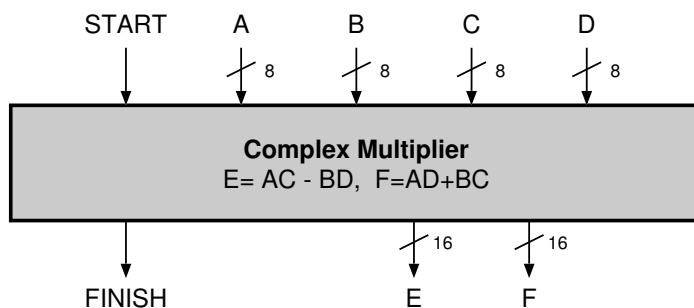 START A B C D
8 8 8 8
Complex Multiplier
E= AC - BD, F=AD+BC
16 16
FINISH E F